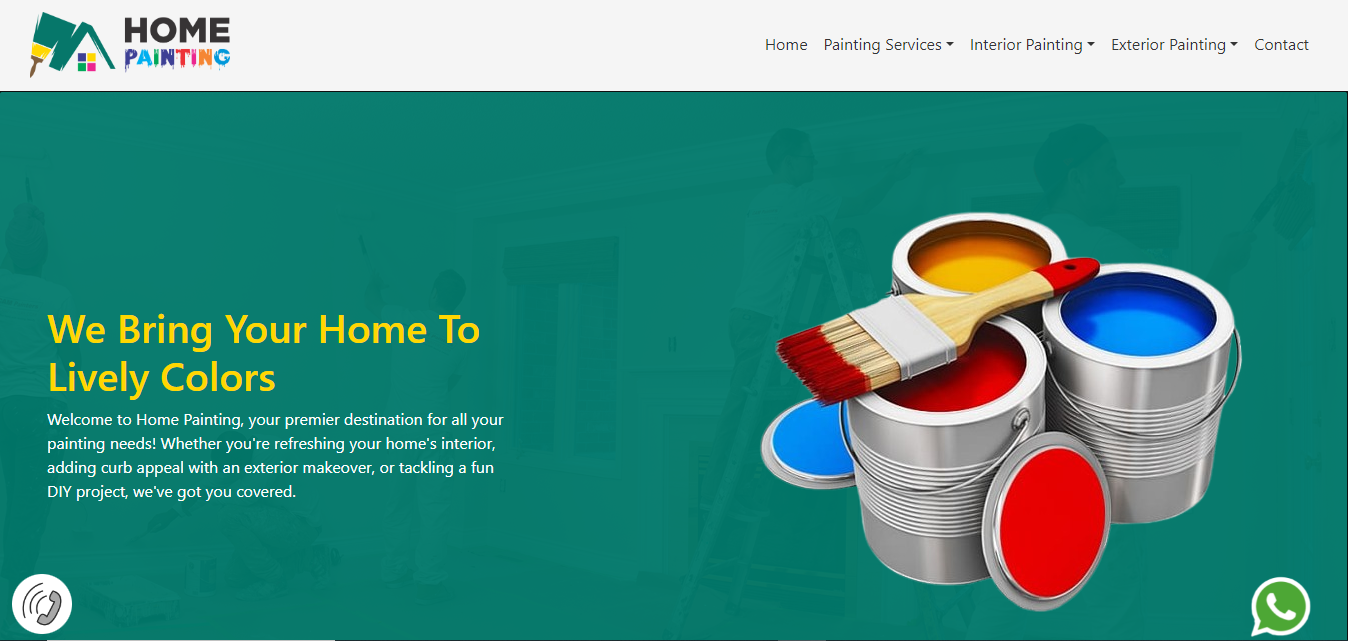 HOME
PAINTING
Home Painting Services Interior Painting Exterior Painting Contact
We Bring Your Home To
Lively Colors
Welcome to Home Painting, your premier destination for all your
painting needs! Whether you're refreshing your home's interior,
adding curb appeal with an exterior makeover, or tackling a fun
DIY project, we've got you covered.